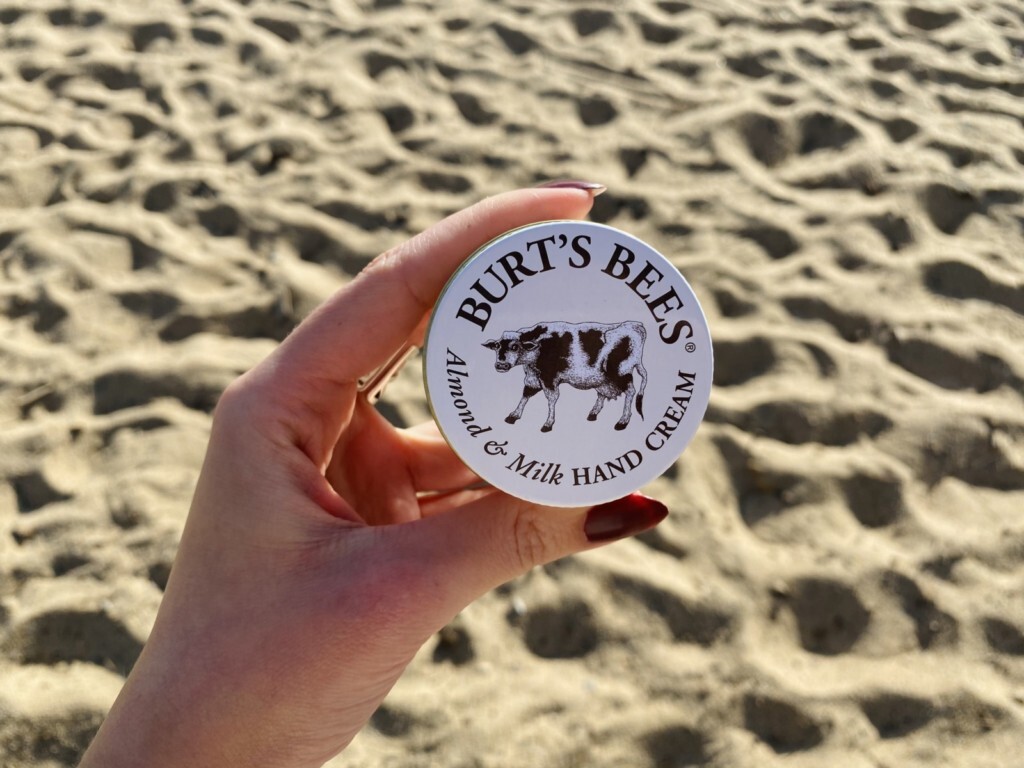 BURT'S BEES®
Almond & Milk HAND CREAM